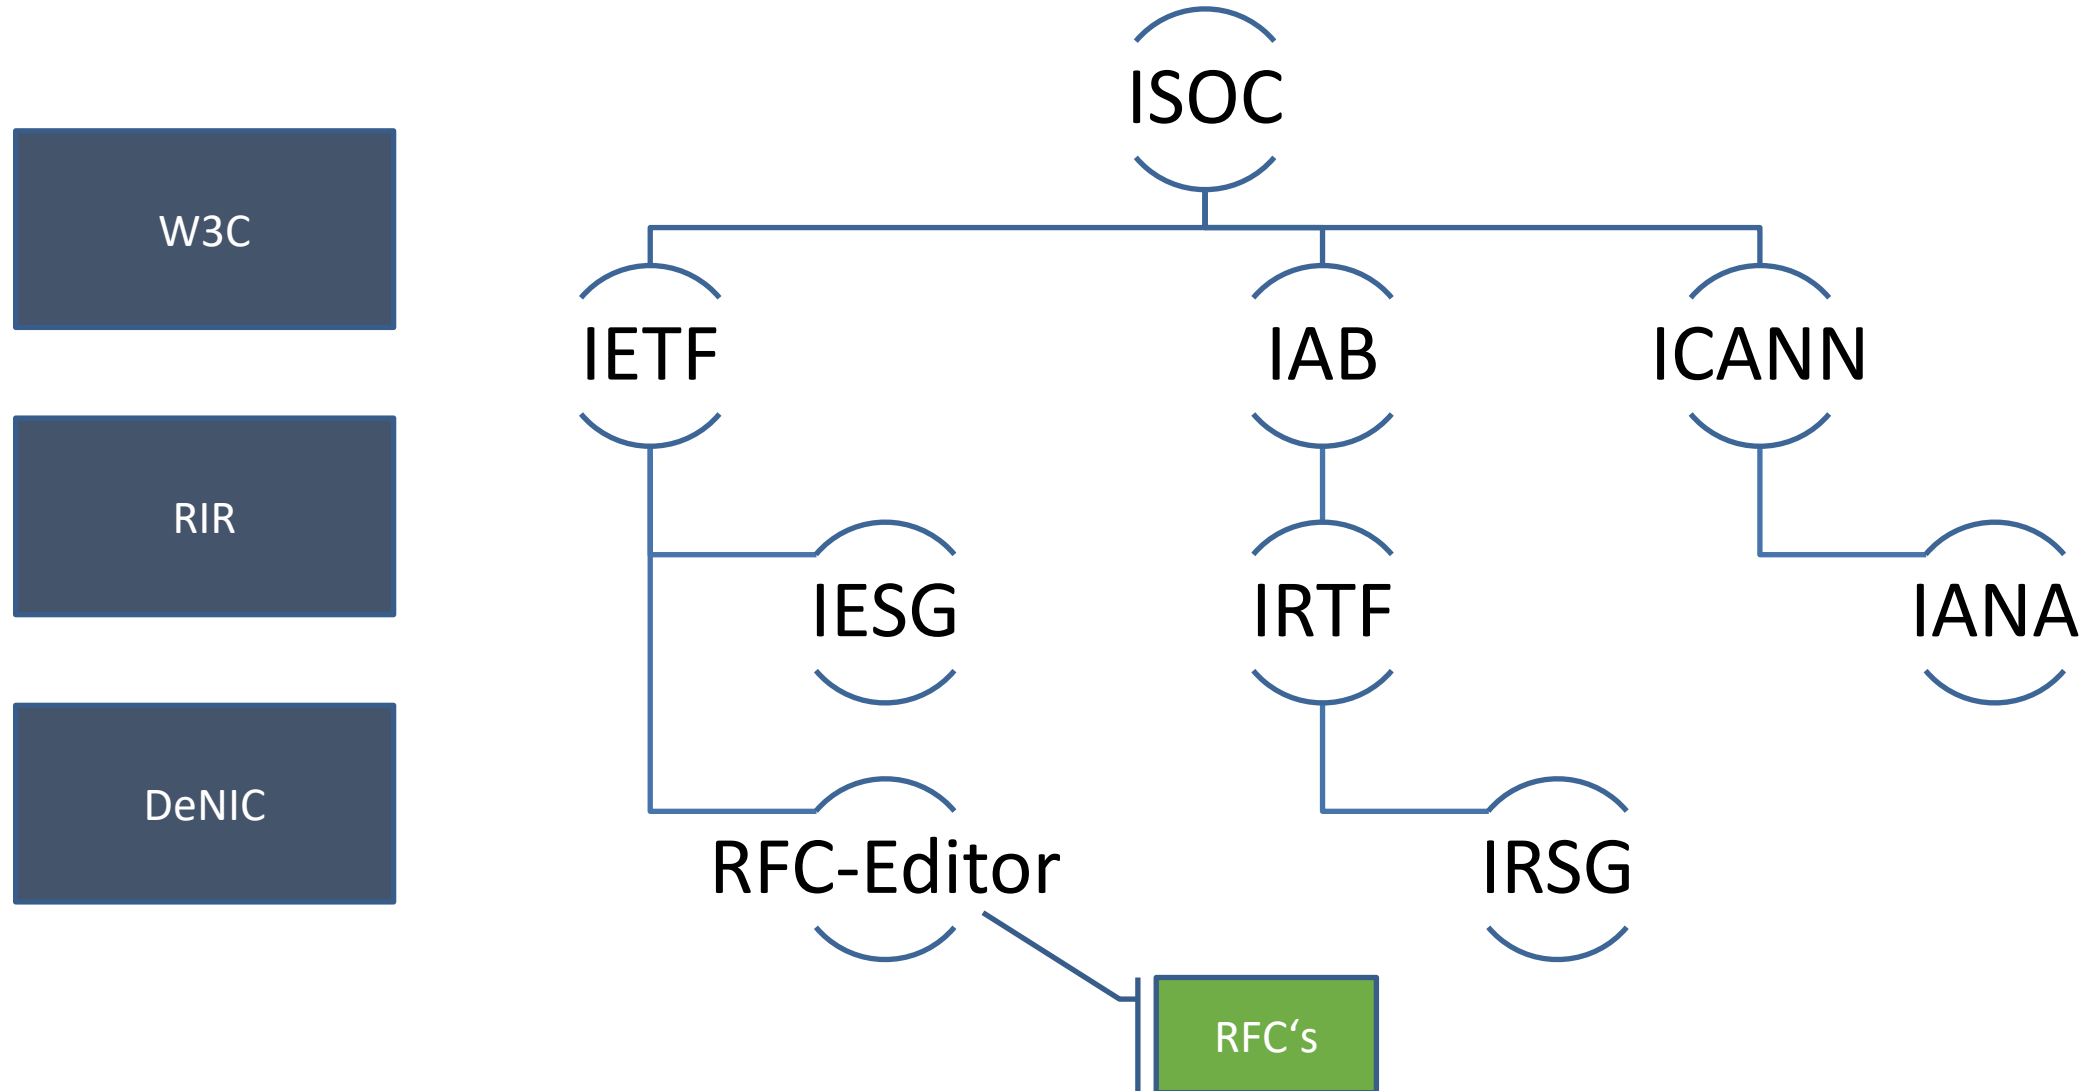 ISOC
W3C
IETF
IAB
ICANN
RIR
IESG
IRTF
IANA
DeNIC
RFC-Editor
IRSG
RFC‘s